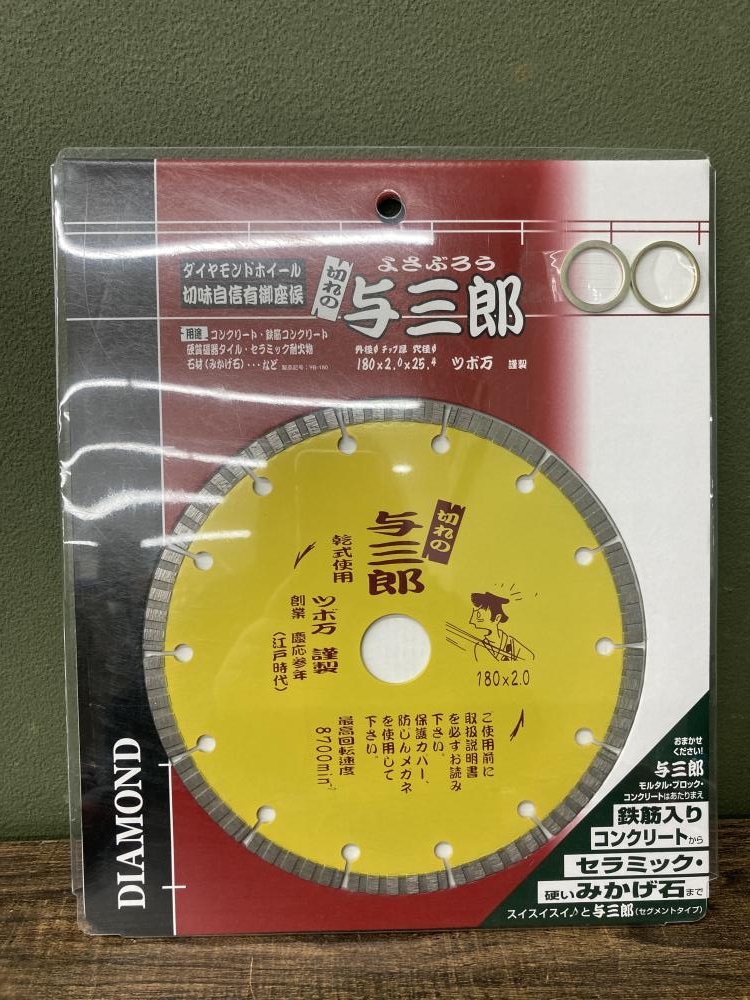 ダイヤモンドホイール
切味自信有御座候
切れの
よさぶろう
与三郎
用途
コンクリート・鉄筋コンクリート
硬質磁器タイル・セラミック耐火物
石材(みかげ石)・・・など
製品記号:YB-180
外径φ チップ厚 穴径φ
180×2.0×25.4
ツボ万 謹製
切れの
与三郎
乾式使用
ツボ万 謹製
創業 慶応参年
〈江戸時代〉
180×2.0
ご使用前に
取扱説明書
を必ずお読み
下さい。
保護カバー、
防じんメガネ
を使用して
下さい。
最高回転速度
8700min⁻¹
DIAMOND
おまかせ
ください!
与三郎
モルタル・ブロック・
コンクリートはあたりまえ
鉄筋入り
コンクリートから
セラミック・
硬いみかげ石まで
スイスイスイ♪と与三郎(セグメントタイプ)